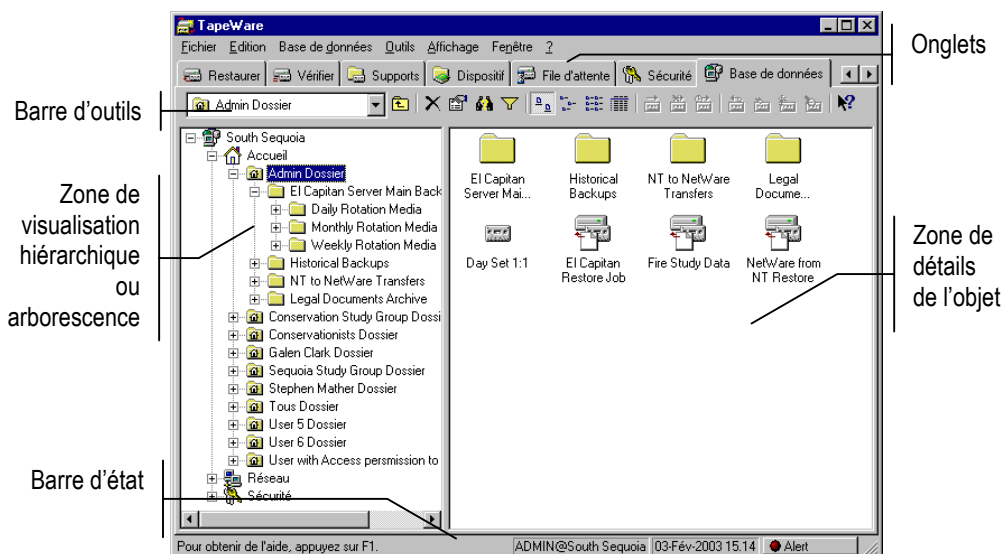 TapeWare
Fichier Edition Base de données Outils Affichage Fenêtre ?
Restaurer Vérifier Supports Dispositif File d'attente Sécurité Base de données
Admin Dossier
South Sequoia
Accueil
Admin Dossier
El Capitan Server Main Back
Daily Rotation Media
Monthly Rotation Media
Weekly Rotation Media
Historical Backups
NT to NetWare Transfers
Legal Documents Archive
Conservation Study Group Dossi
Conservationists Dossier
Galen Clark Dossier
Sequoia Study Group Dossier
Stephen Mather Dossier
Tous Dossier
User 5 Dossier
User 6 Dossier
User with Access persmission to
Réseau
Sécurité
El Capitan
Server Mai...
Historical
Backups
NT to NetWare
Transfers
Legal
Docume...
Day Set 1:1
El Capitan
Restore Job
Fire Study Data
NetWare from
NT Restore
Pour obtenir de l'aide, appuyez sur F1.
ADMIN@South Sequoia
03-Fév-2003 15.14
Alert
Onglets
Barre d'outils
Zone de
visualisation
hiérarchique
ou
arborescence
Zone de
détails
de l'objet
Barre d'état